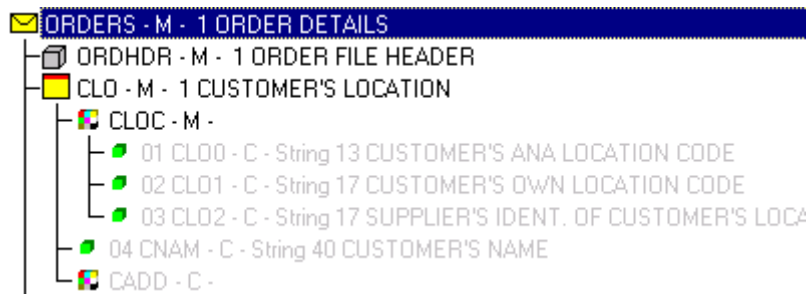 ORDERS - M - 1 ORDER DETAILS
ORDHDR - M - 1 ORDER FILE HEADER
CLO - M - 1 CUSTOMER'S LOCATION
CLOC - M -
01 CLO0 - C - String 13 CUSTOMER'S ANA LOCATION CODE
02 CLO1 - C - String 17 CUSTOMER'S OWN LOCATION CODE
03 CLO2 - C - String 17 SUPPLIER'S IDENT. OF CUSTOMER'S LOCA
04 CNAM - C - String 40 CUSTOMER'S NAME
CADD - C -